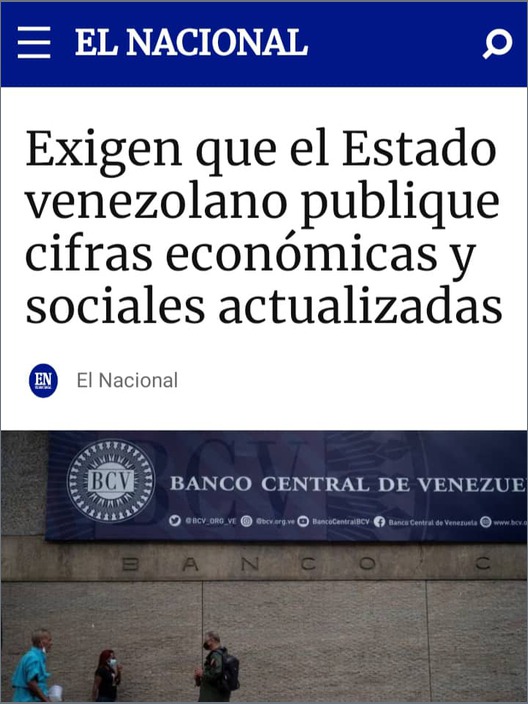 EL NACIONAL
Exigen que el Estado
venezolano publique
cifras económicas y
sociales actualizadas
EN
El Nacional
BCV
BANCO CENTRAL DE VENEZUE
@BCV_ORG_VE @bcv.org.ve BancoCentralBCV Banco Central de Venezuela www.bcv.o
BANCO C